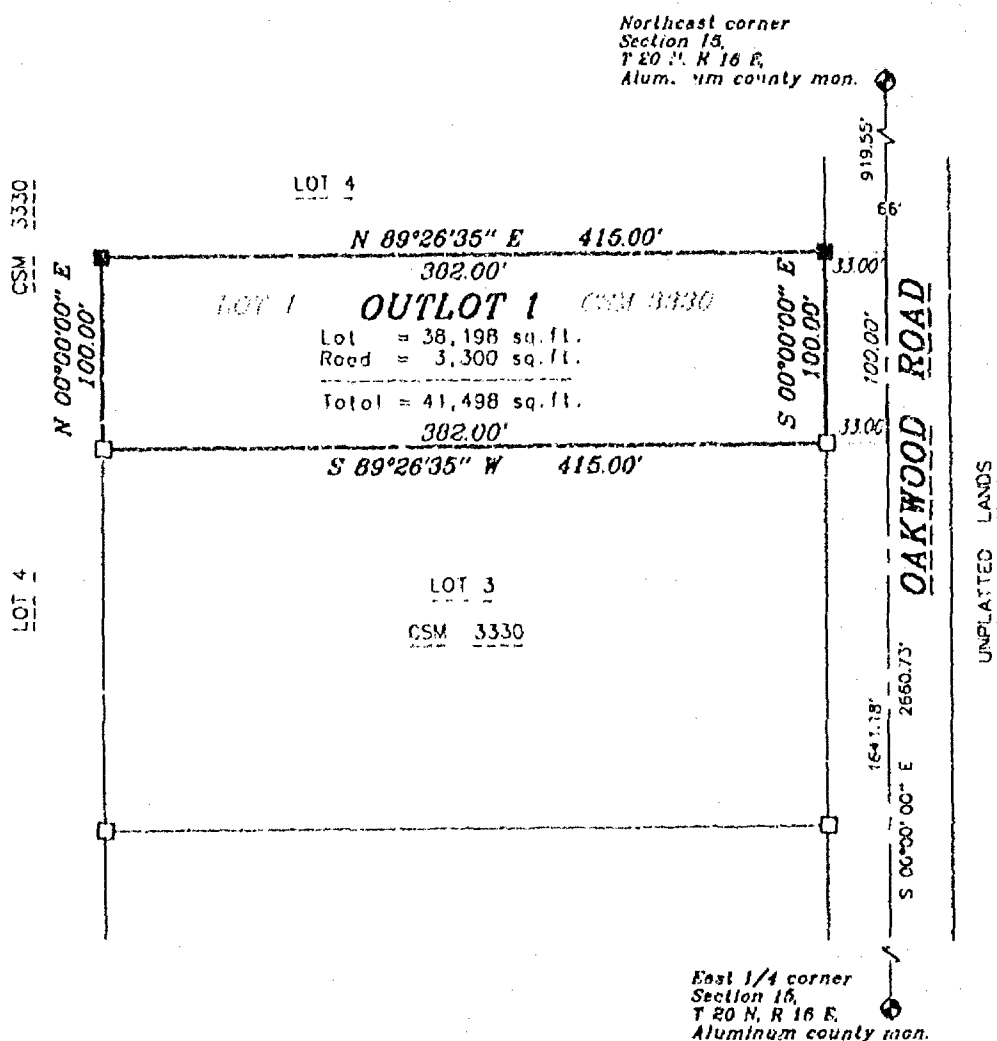 Northeast corner
Section 15,
T 20 N, R 16 E,
county mon.
919.55'
66'
CSM 3330
LOT 4
N 89°26'35" E 415.00'
382.00'
33.00'
LOT 1 OUTLOT 1 CSM 3330
Lot = 38,198 sq.ft.
Road = 3,300 sq.ft.
Total = 41,498 sq.ft.
N 00°00'00" E
100.00'
S 00°00'00" E
100.00'
100.00'
382.00'
33.00'
S 89°26'35" W 415.00'
OAKWOOD ROAD
UNPLATTED LANDS
LOT 4
LOT 3
CSM 3330
1641.18'
S 00°00'00" E 2660.73'
East 1/4 corner
Section 15,
T 20 N, R 16 E,
Aluminum county mon.